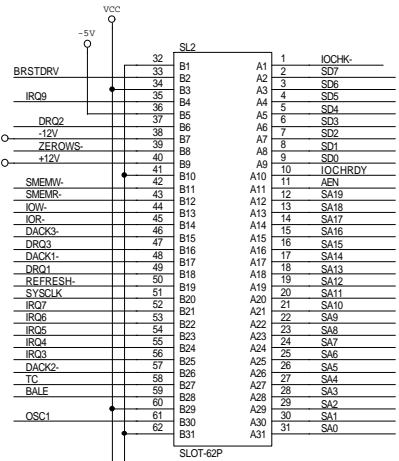 VCC
-5V
SL2
32 B1 A1 1 IOCHK-
BRSTDRV 33 B2 A2 2 SD7
34 B3 A3 3 SD6
IRQ9 35 B4 A4 4 SD5
36 B5 A5 5 SD4
DRQ2 37 B6 A6 6 SD3
-12V 38 B7 A7 7 SD2
ZEROWS- 39 B8 A8 8 SD1
+12V 40 B9 A9 9 SD0
41 B10 A10 10 IOCHRDY
SMEMW- 42 B11 A11 11 AEN
SMEMR- 43 B12 A12 12 SA19
IOW- 44 B13 A13 13 SA18
IOR- 45 B14 A14 14 SA17
DACK3- 46 B15 A15 15 SA16
DRQ3 47 B16 A16 16 SA15
DACK1- 48 B17 A17 17 SA14
DRQ1 49 B18 A18 18 SA13
REFRESH- 50 B19 A19 19 SA12
SYSCLK 51 B20 A20 20 SA11
IRQ7 52 B21 A21 21 SA10
IRQ6 53 B22 A22 22 SA9
IRQ5 54 B23 A23 23 SA8
IRQ4 55 B24 A24 24 SA7
IRQ3 56 B25 A25 25 SA6
DACK2- 57 B26 A26 26 SA5
TC 58 B27 A27 27 SA4
BALE 59 B28 A28 28 SA3
60 B29 A29 29 SA2
OSC1 61 B30 A30 30 SA1
62 B31 A31 31 SA0
SLOT-62P